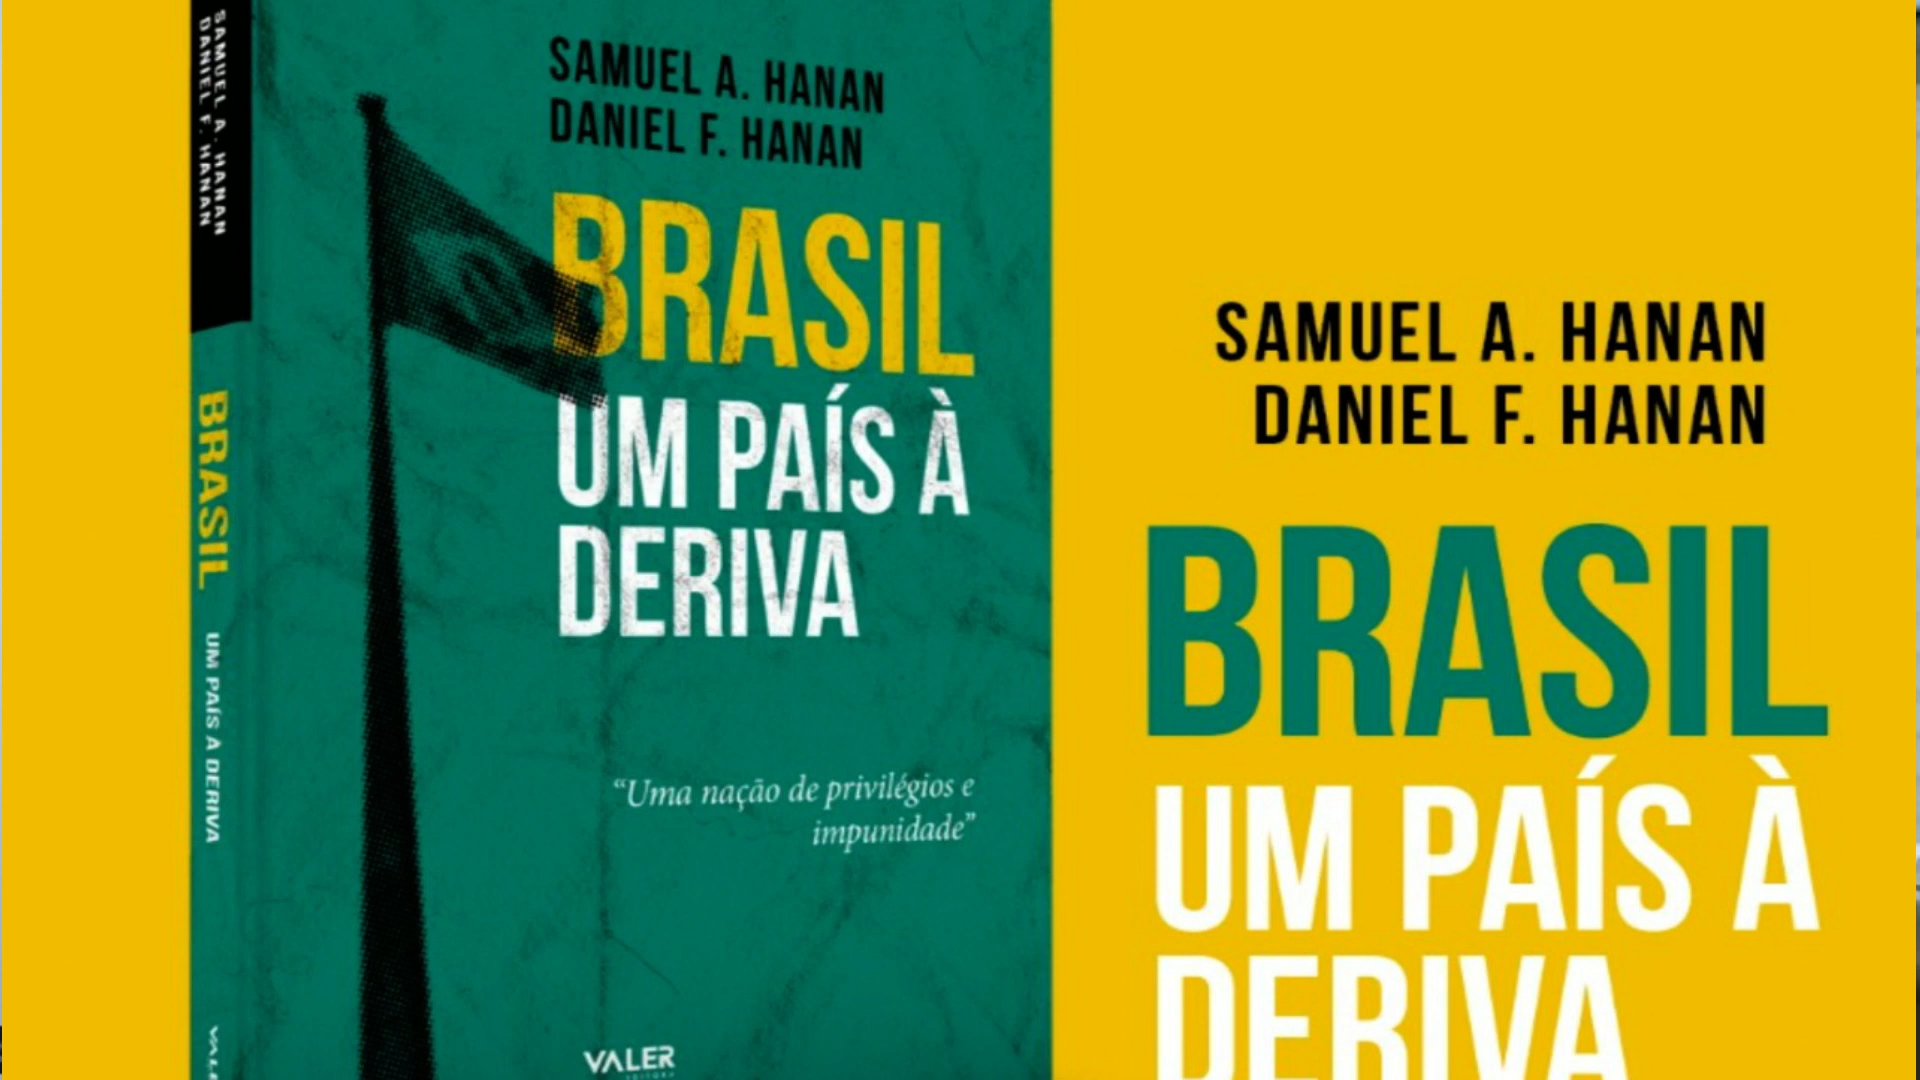 SAMUEL A. HANAN
DANIEL F. HANAN
BRASIL
UM PAÍS A DERIVA
SAMUEL A. HANAN
DANIEL F. HANAN
BRASIL
UM PAÍS À
DERIVA
“Uma nação de privilégios e
impunidade”
VALER
EDITORA
SAMUEL A. HANAN
DANIEL F. HANAN
BRASIL
UM PAÍS À
DERIVA